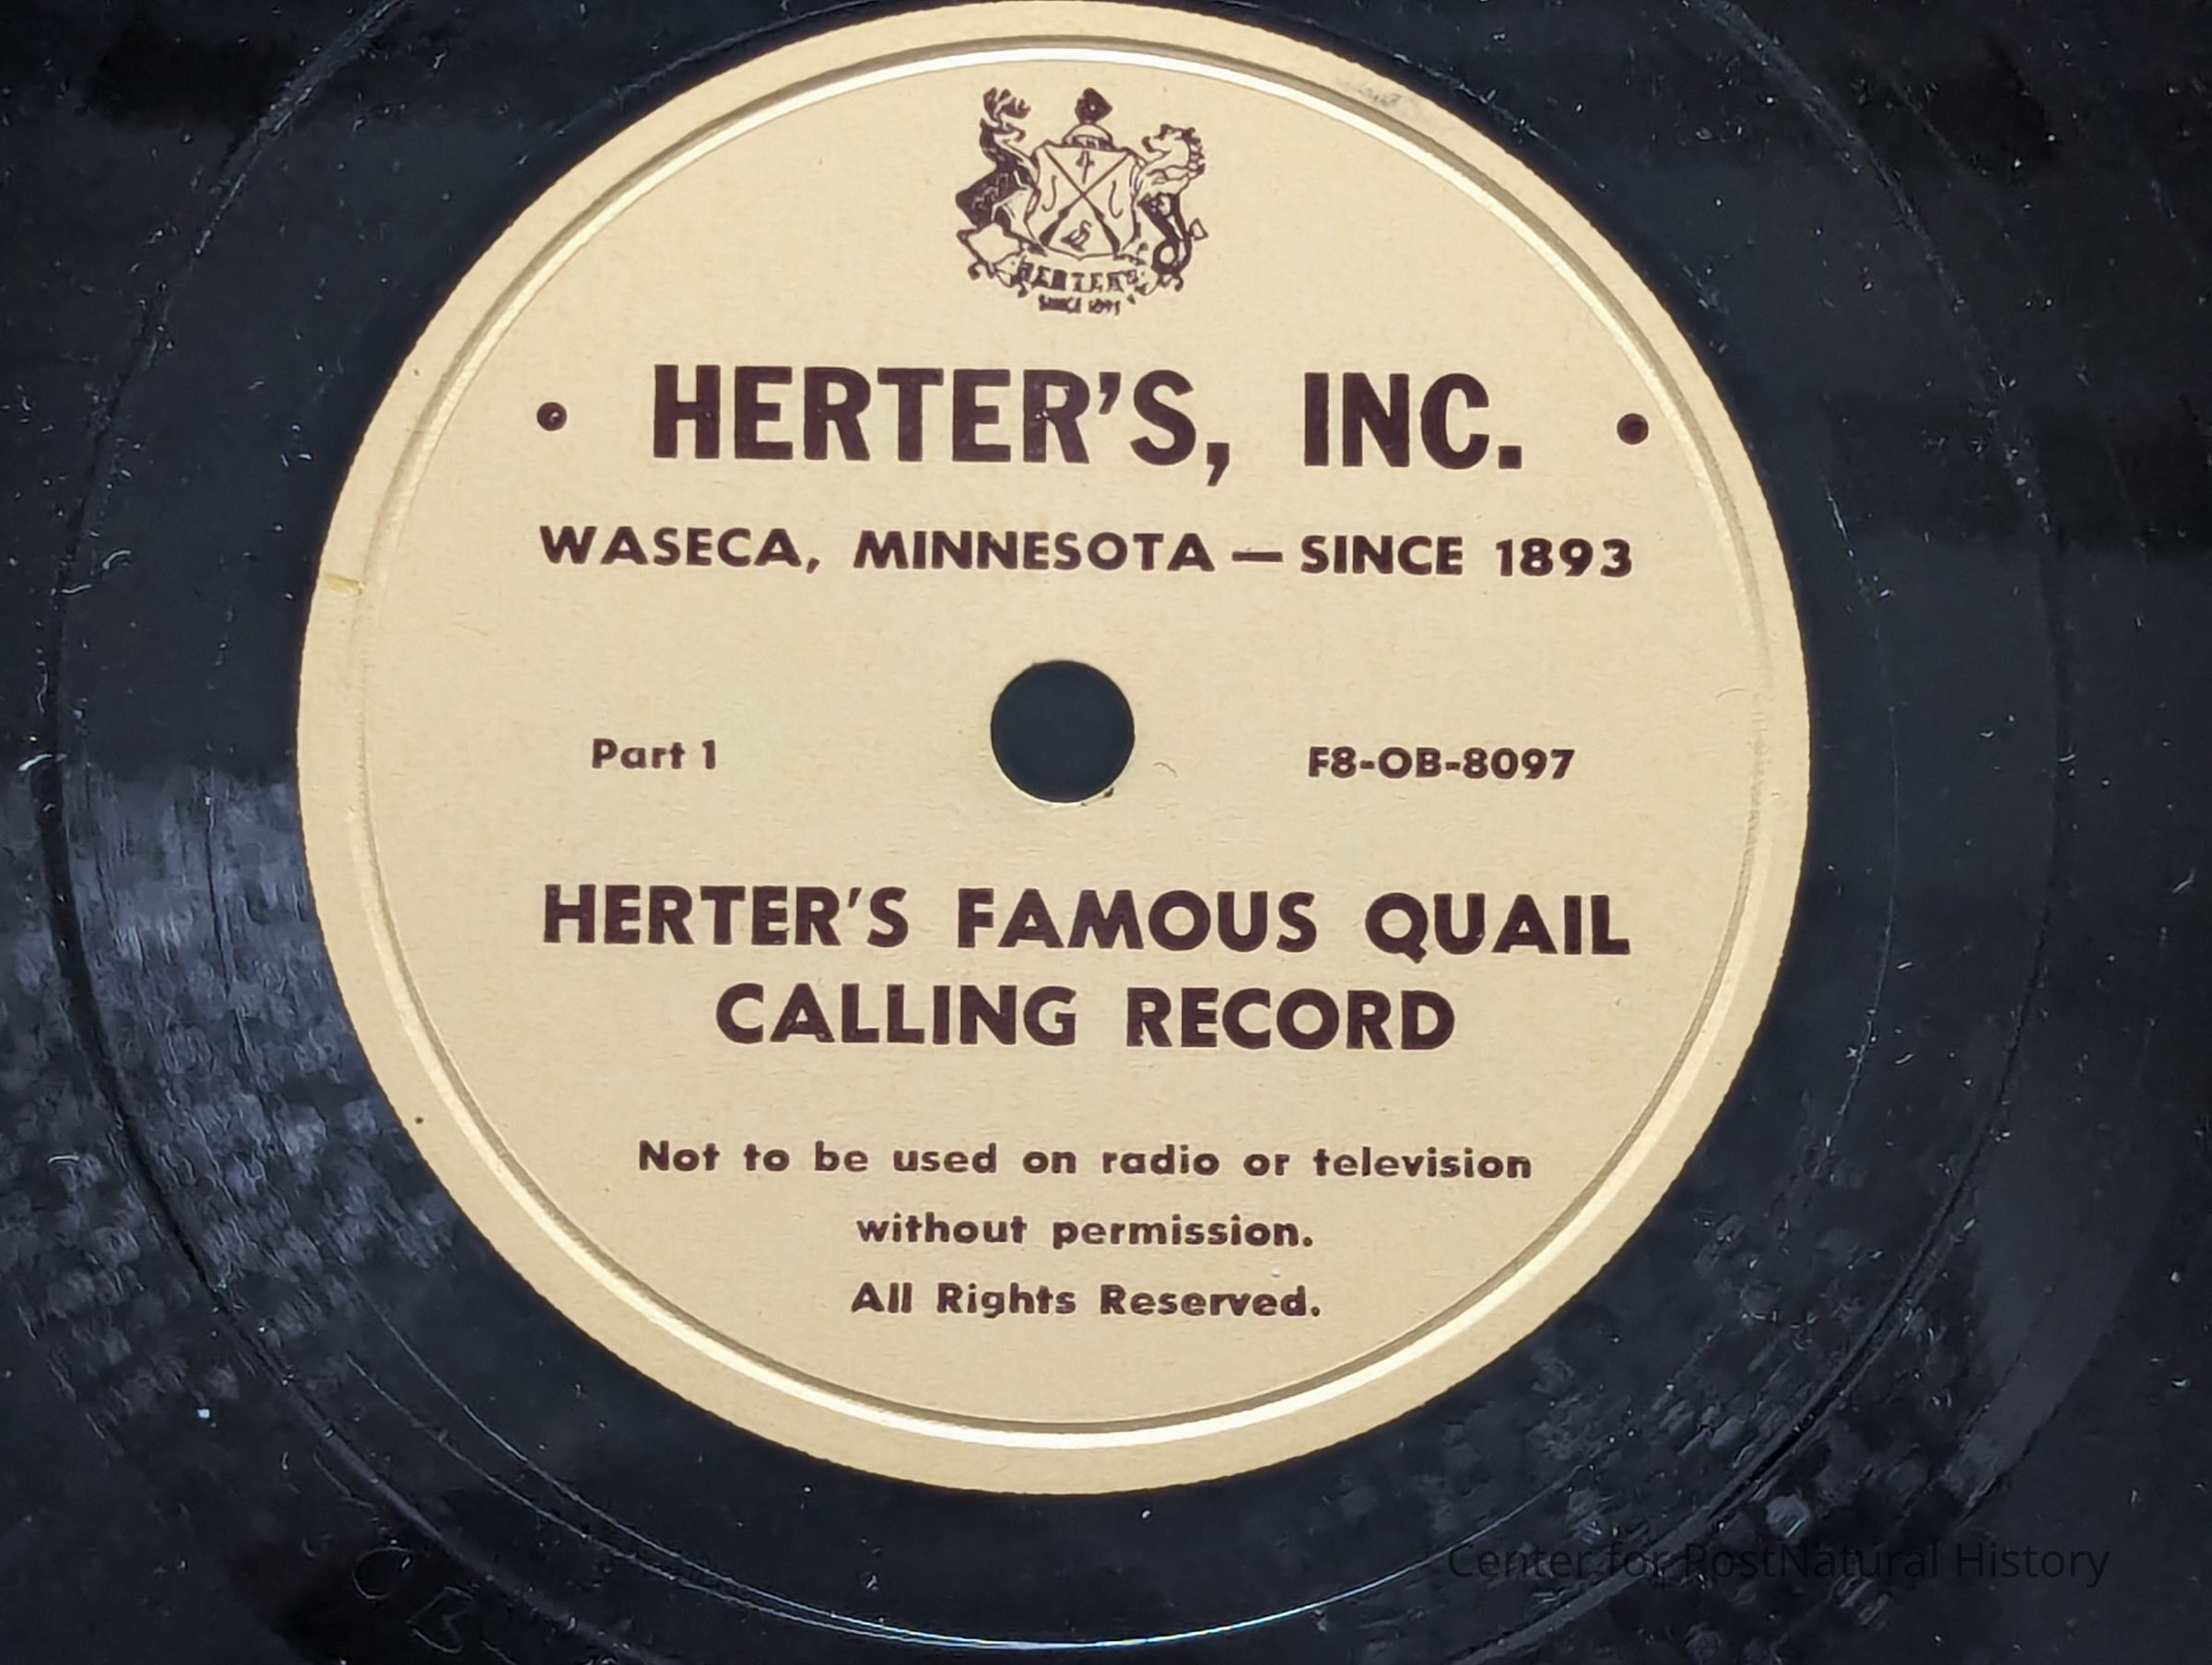 HERTER'S
SINCE 1893
• HERTER'S, INC. •
WASECA, MINNESOTA — SINCE 1893
Part 1 F8-OB-8097
HERTER'S FAMOUS QUAIL
CALLING RECORD
Not to be used on radio or television
without permission.
All Rights Reserved.
OB-
Center for PostNatural History